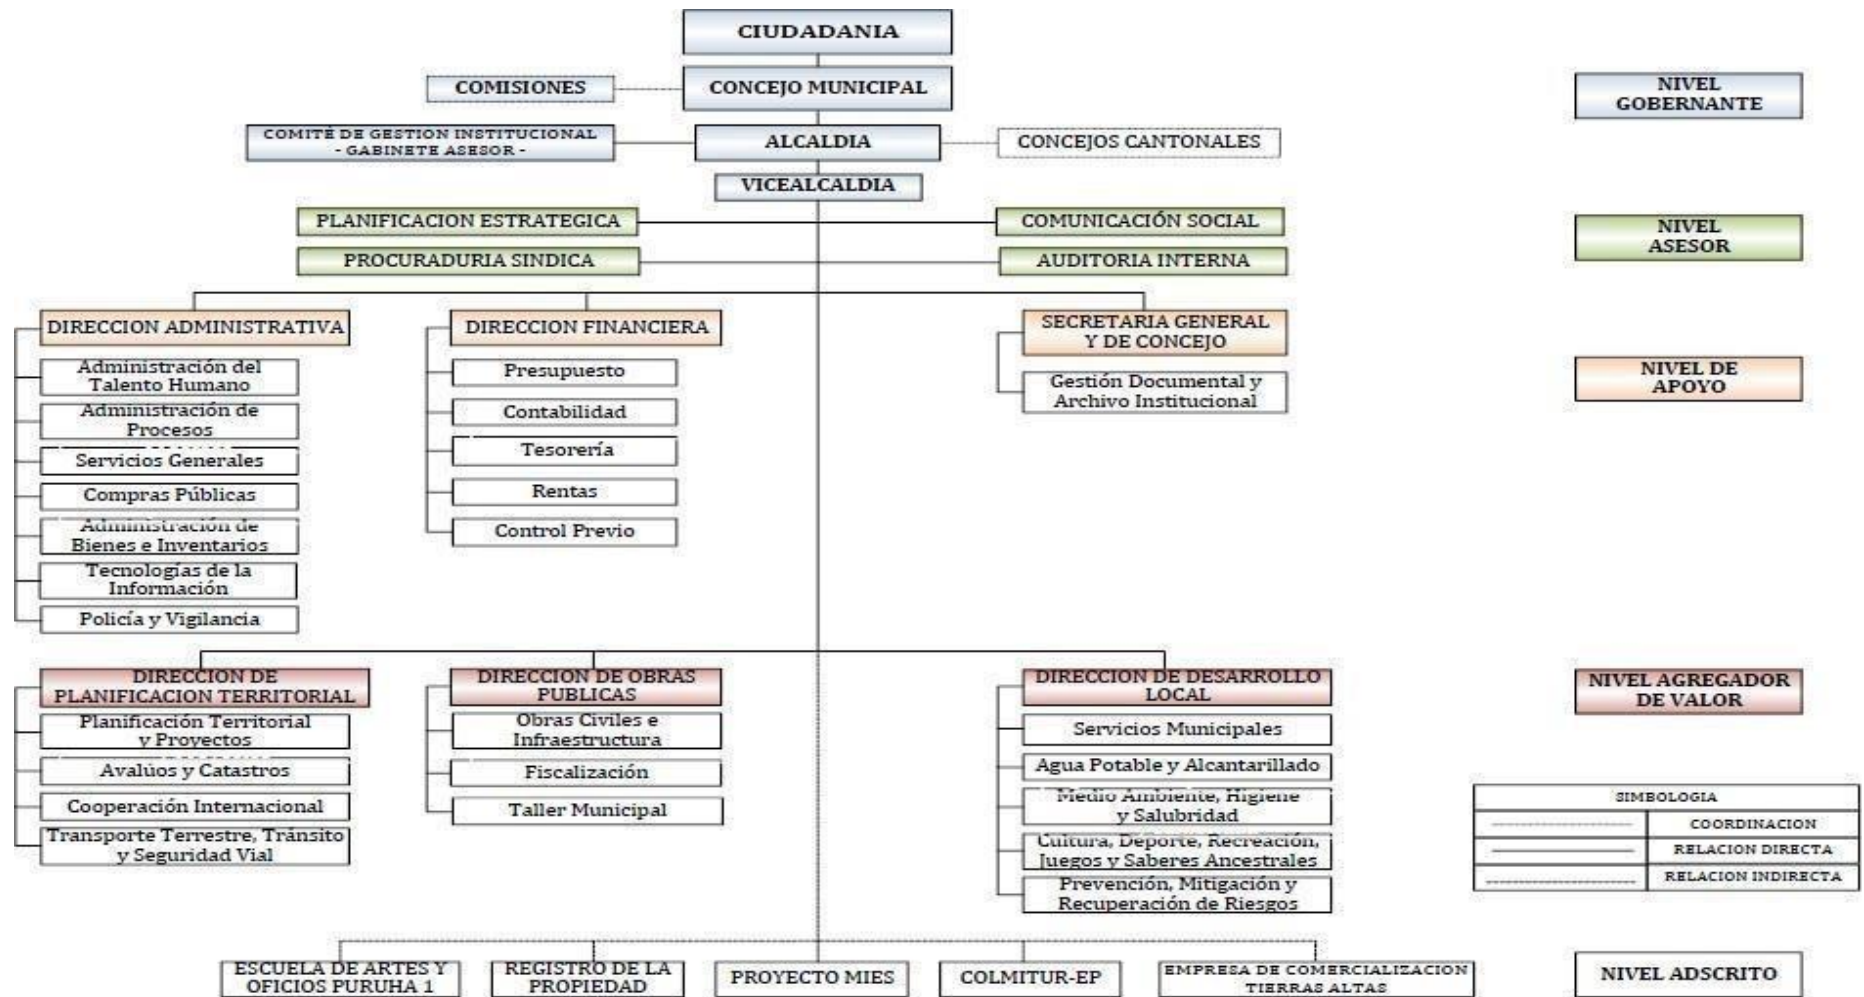 CIUDADANIA
COMISIONES
CONCEJO MUNICIPAL
NIVEL
GOBERNANTE
COMITÉ DE GESTION INSTITUCIONAL
- GABINETE ASESOR -
ALCALDIA
CONCEJOS CANTONALES
VICEALCALDIA
PLANIFICACION ESTRATEGICA
COMUNICACIÓN SOCIAL
NIVEL
ASESOR
PROCURADURIA SINDICA
AUDITORIA INTERNA
DIRECCION ADMINISTRATIVA
Administración del
Talento Humano
Administración de
Procesos
Servicios Generales
Compras Públicas
Administración de
Bienes e Inventarios
Tecnologías de la
Información
Policía y Vigilancia
DIRECCION FINANCIERA
Presupuesto
Contabilidad
Tesorería
Rentas
Control Previo
SECRETARIA GENERAL
Y DE CONCEJO
Gestión Documental y
Archivo Institucional
NIVEL DE
APOYO
DIRECCION DE
PLANIFICACION TERRITORIAL
Planificación Territorial
y Proyectos
Avalúos y Catastros
Cooperación Internacional
Transporte Terrestre, Tránsito
y Seguridad Vial
DIRECCION DE OBRAS
PUBLICAS
Obras Civiles e
Infraestructura
Fiscalización
Taller Municipal
DIRECCION DE DESARROLLO
LOCAL
Servicios Municipales
Agua Potable y Alcantarillado
Medio Ambiente, Higiene
y Salubridad
Cultura, Deporte, Recreación,
Juegos y Saberes Ancestrales
Prevención, Mitigación y
Recuperación de Riesgos
NIVEL AGREGADOR
DE VALOR
SIMBOLOGIA
COORDINACION
RELACION DIRECTA
RELACION INDIRECTA
ESCUELA DE ARTES Y
OFICIOS PURUHA 1
REGISTRO DE LA
PROPIEDAD
PROYECTO MIES
COLMITUR-EP
EMPRESA DE COMERCIALIZACION
TIERRAS ALTAS
NIVEL ADSCRITO